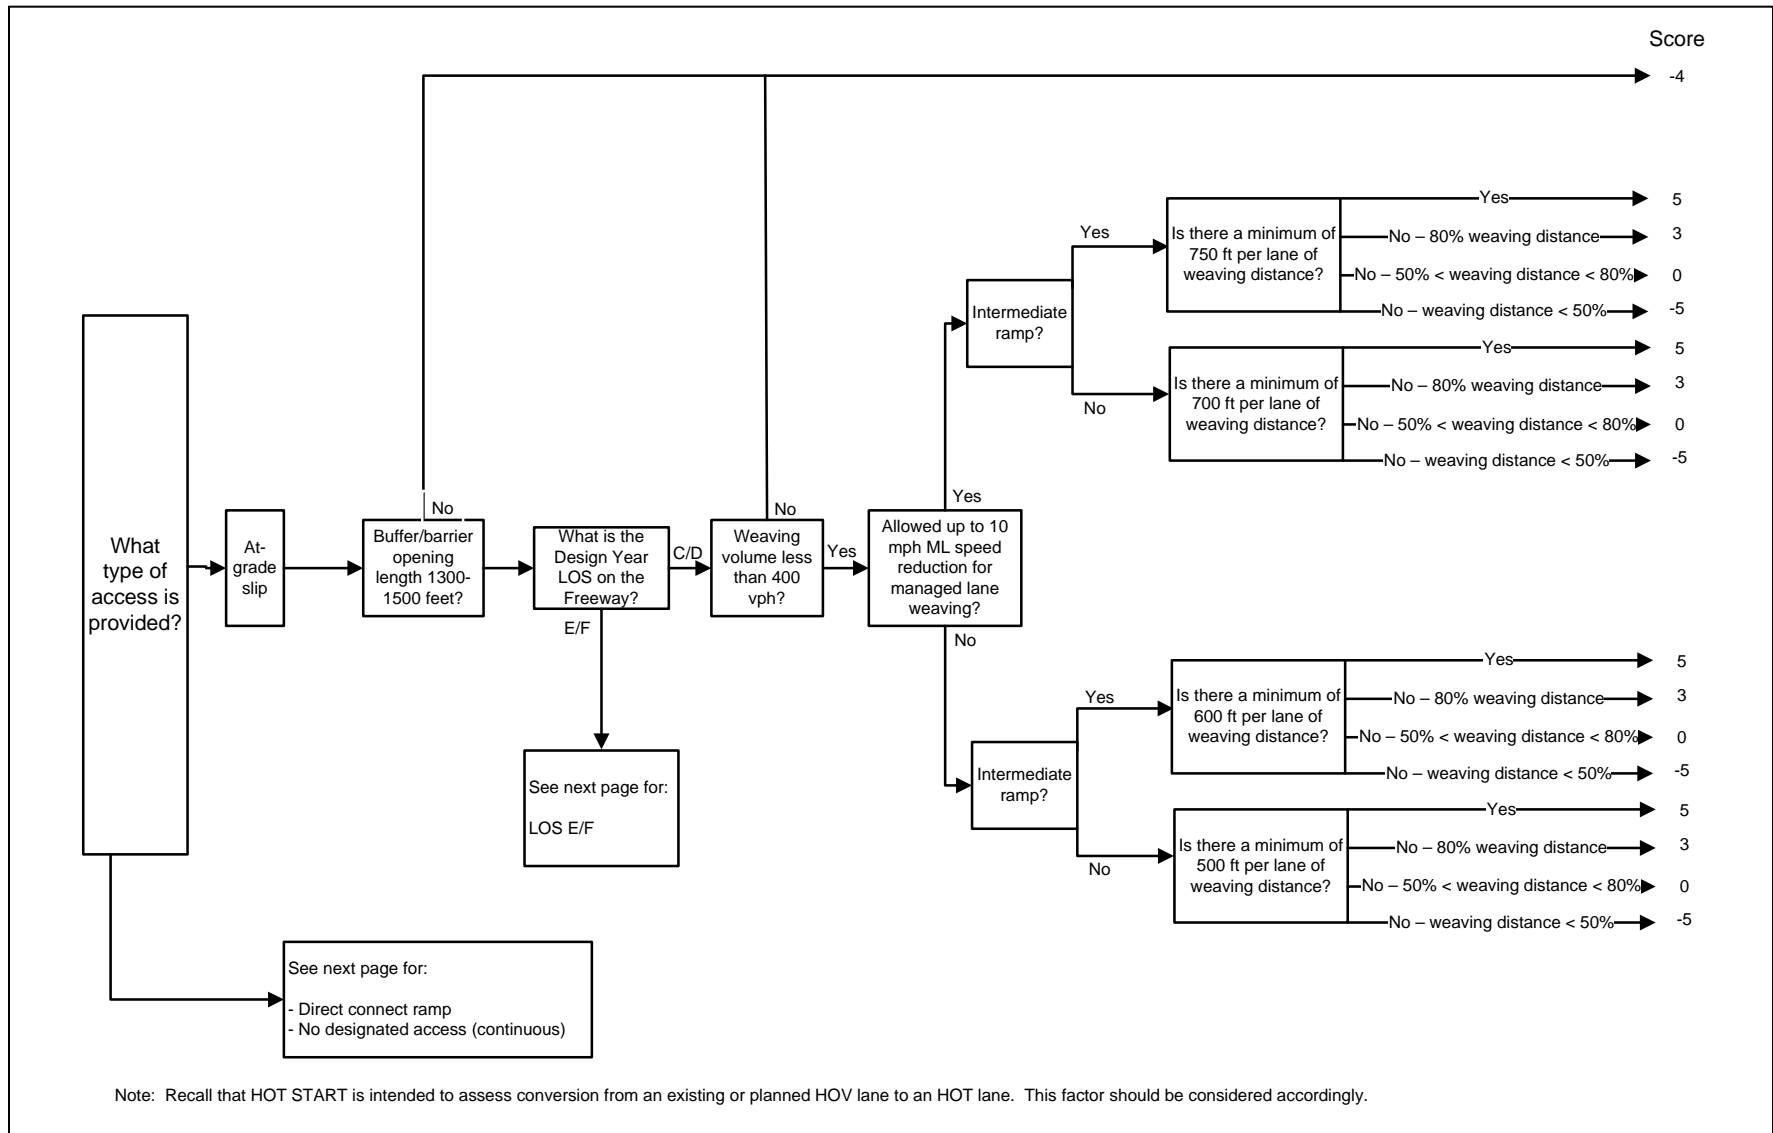 Score
-4
Yes
5
No – 80% weaving distance
3
No – 50% < weaving distance < 80%
0
No – weaving distance < 50%
-5
Is there a minimum of
750 ft per lane of
weaving distance?
Yes
Intermediate
ramp?
No
Yes
5
No – 80% weaving distance
3
No – 50% < weaving distance < 80%
0
No – weaving distance < 50%
-5
Is there a minimum of
700 ft per lane of
weaving distance?
What
type of
access is
provided?
At-
grade
slip
No
Buffer/barrier
opening
length 1300-
1500 feet?
What is the
Design Year
LOS on the
Freeway?
C/D
E/F
No
Weaving
volume less
than 400
vph?
Yes
Yes
Allowed up to 10
mph ML speed
reduction for
managed lane
weaving?
No
See next page for:
LOS E/F
Intermediate
ramp?
Yes
Is there a minimum of
600 ft per lane of
weaving distance?
Yes
5
No – 80% weaving distance
3
No – 50% < weaving distance < 80%
0
No – weaving distance < 50%
-5
No
Is there a minimum of
500 ft per lane of
weaving distance?
Yes
5
No – 80% weaving distance
3
No – 50% < weaving distance < 80%
0
No – weaving distance < 50%
-5
See next page for:
- Direct connect ramp
- No designated access (continuous)
Note: Recall that HOT START is intended to assess conversion from an existing or planned HOV lane to an HOT lane. This factor should be considered accordingly.